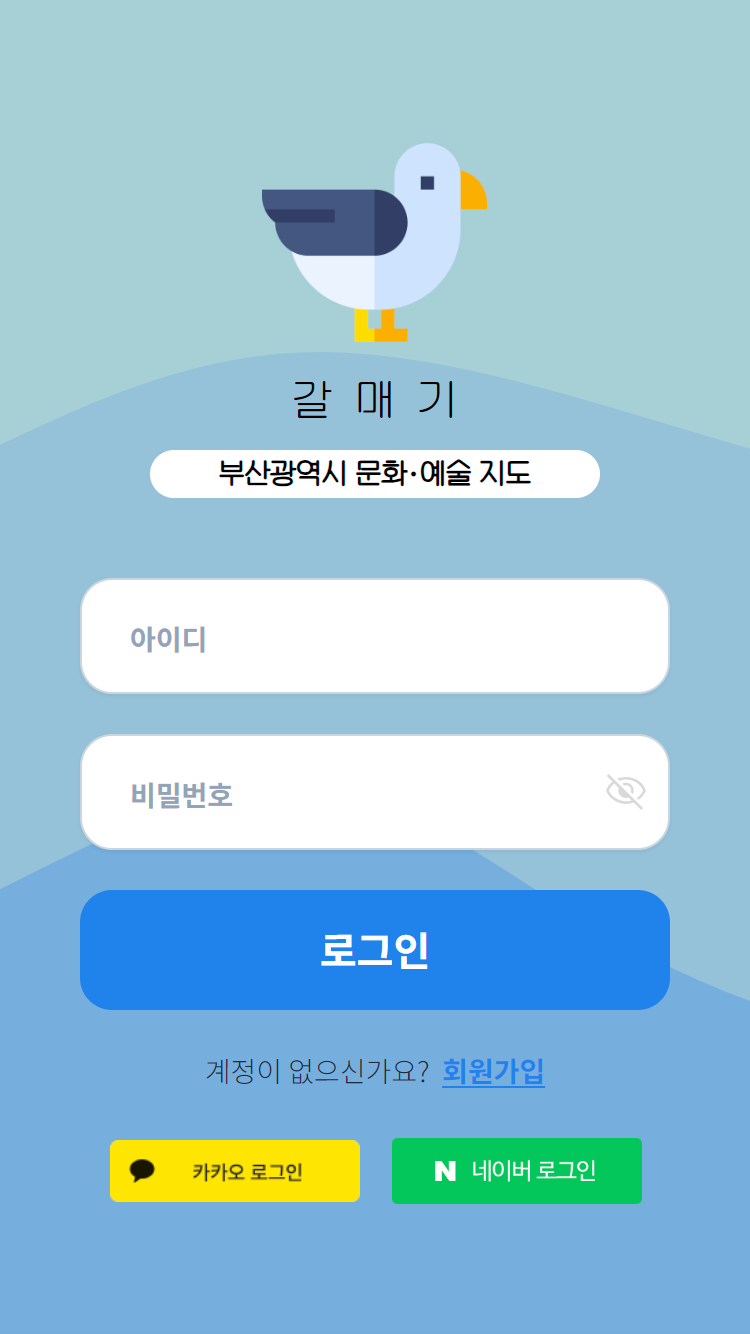 갈 매 기
부산광역시 문화·예술 지도
아이디
비밀번호
로그인
계정이 없으신가요? 회원가입
카카오 로그인
N 네이버 로그인